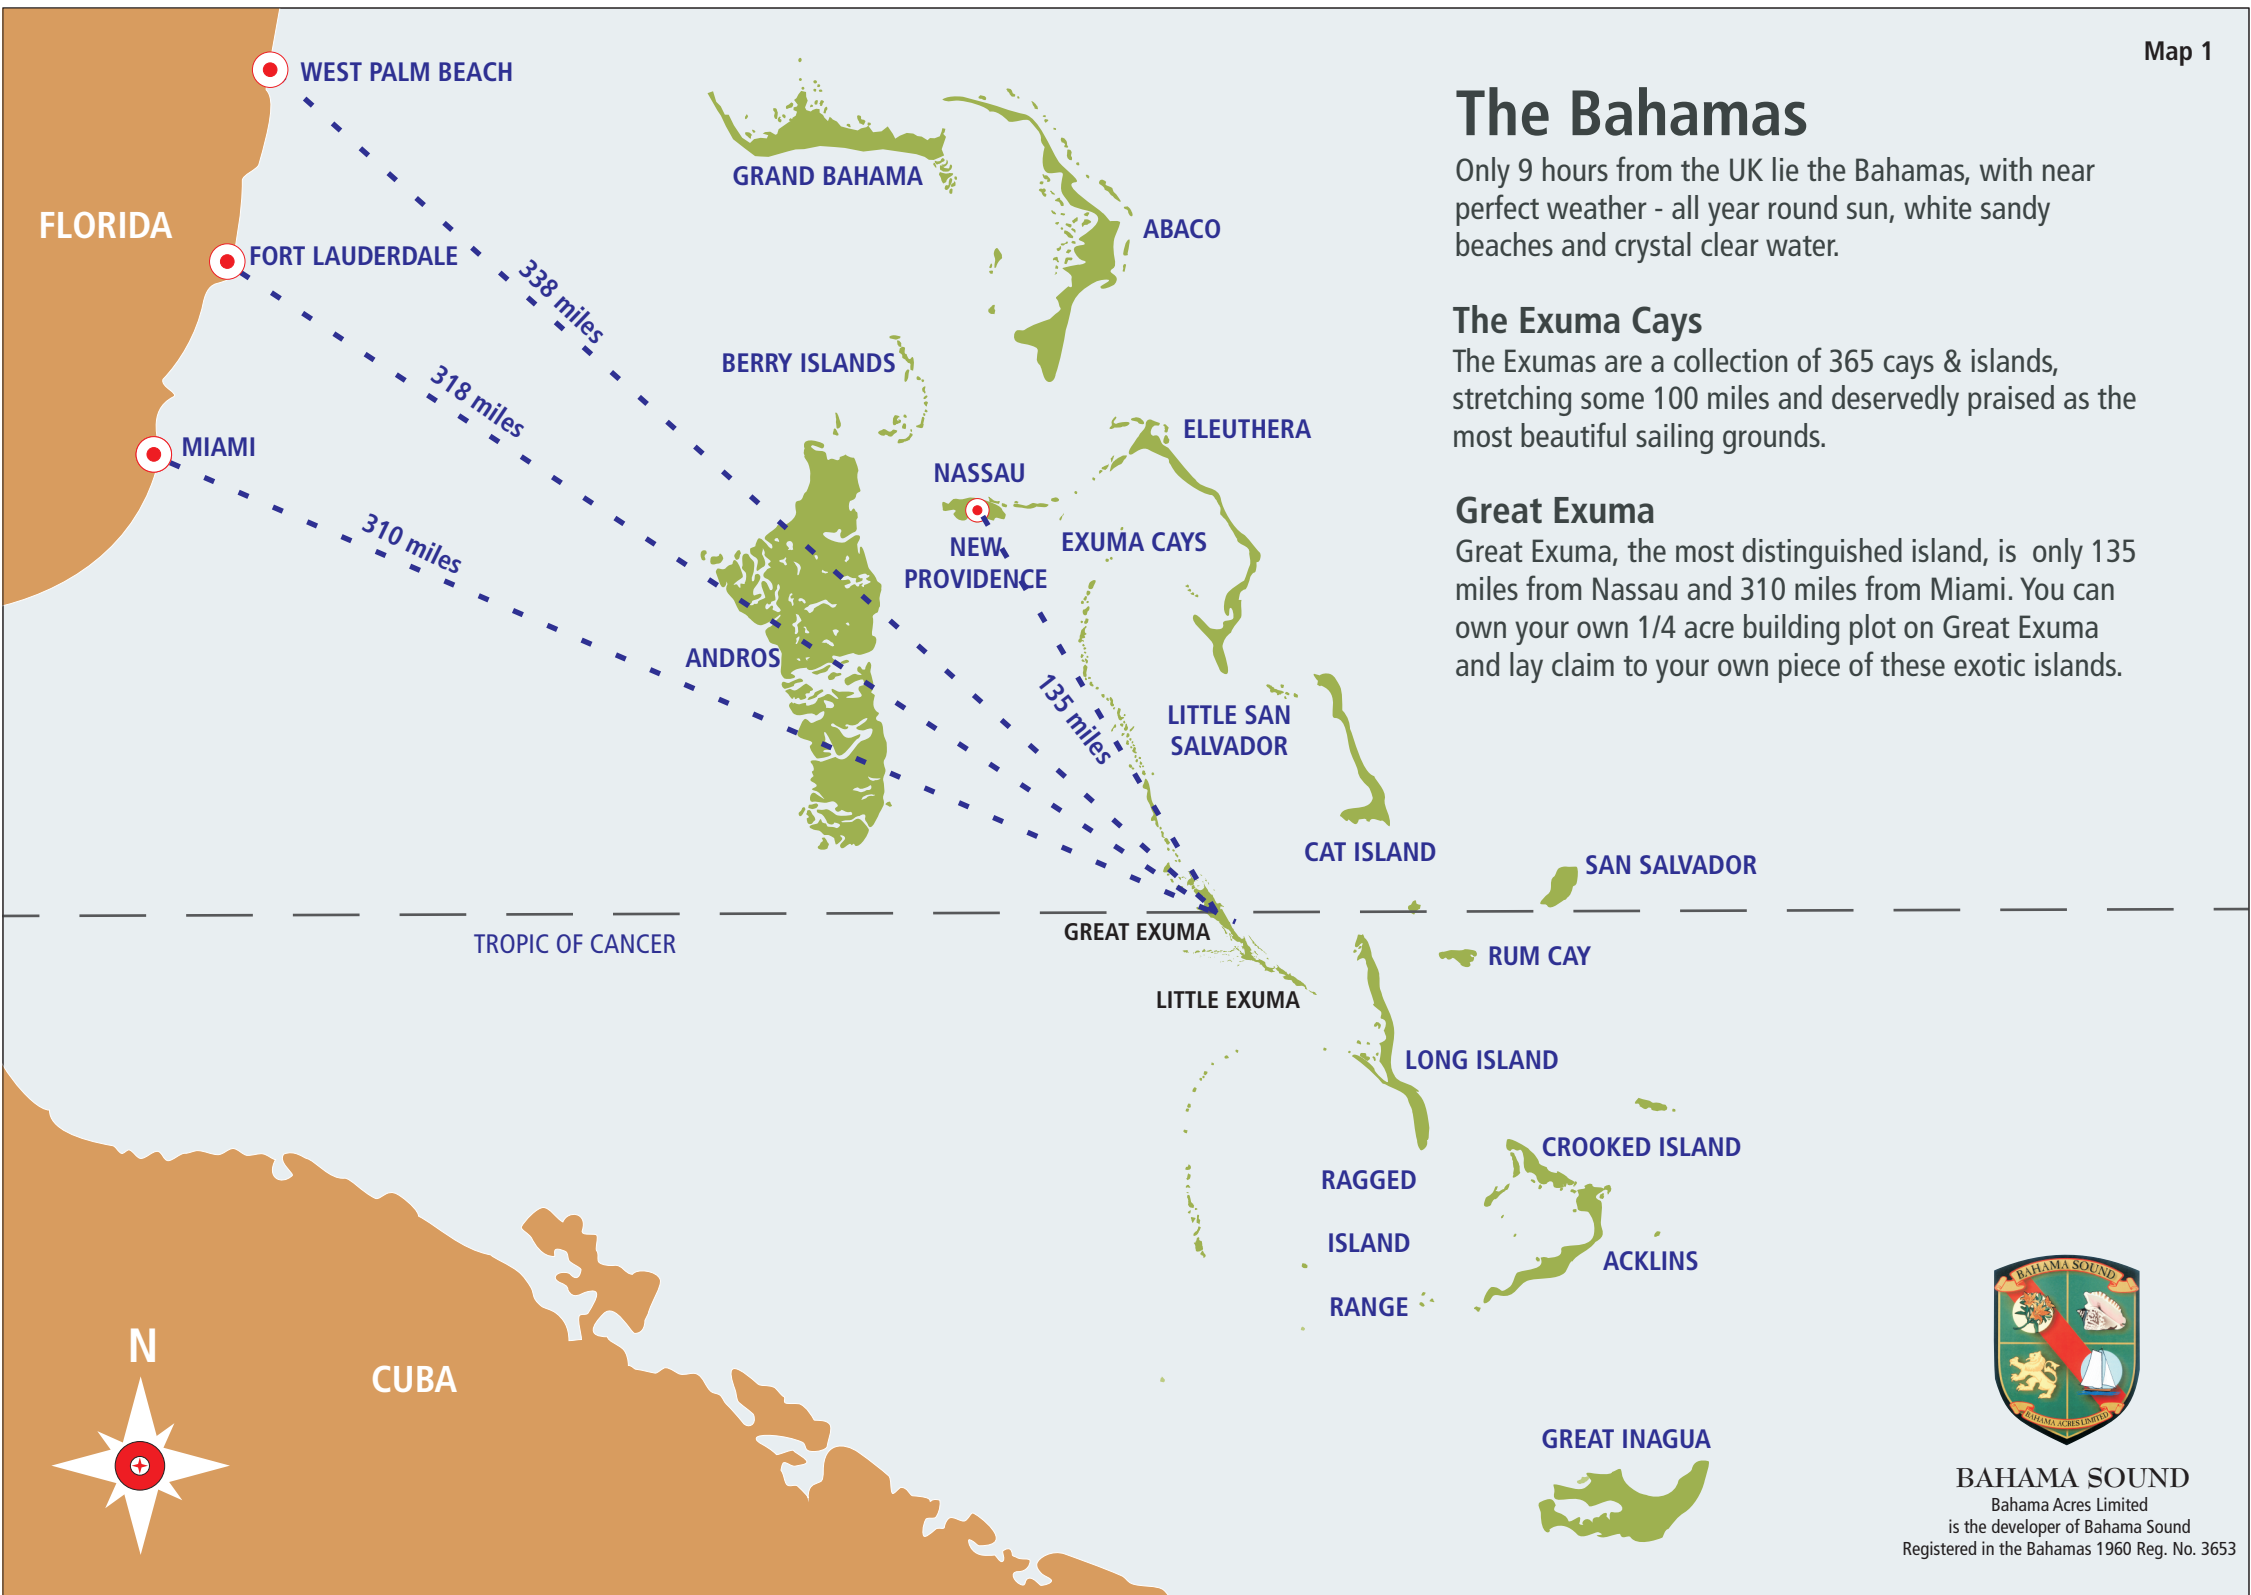 Map 1
WEST PALM BEACH
The Bahamas
Only 9 hours from the UK lie the Bahamas, with near
perfect weather - all year round sun, white sandy
beaches and crystal clear water.
The Exuma Cays
The Exumas are a collection of 365 cays & islands,
stretching some 100 miles and deservedly praised as the
most beautiful sailing grounds.
Great Exuma
Great Exuma, the most distinguished island, is  only 135
miles from Nassau and 310 miles from Miami. You can
own your own 1/4 acre building plot on Great Exuma
and lay claim to your own piece of these exotic islands.
GRAND BAHAMA
FLORIDA
ABACO
FORT LAUDERDALE
338 miles
BERRY ISLANDS
318 miles
ELEUTHERA
MIAMI
NASSAU
310 miles
NEW
PROVIDENCE
EXUMA CAYS
ANDROS
135 miles
LITTLE SAN
SALVADOR
CAT ISLAND
SAN SALVADOR
GREAT EXUMA
TROPIC OF CANCER
RUM CAY
LITTLE EXUMA
LONG ISLAND
CROOKED ISLAND
RAGGED
ISLAND
RANGE
ACKLINS
N
CUBA
GREAT INAGUA
BAHAMA SOUND
BAHAMA ACRES LIMITED
BAHAMA SOUND
Bahama Acres Limited
is the developer of Bahama Sound
Registered in the Bahamas 1960 Reg. No. 3653